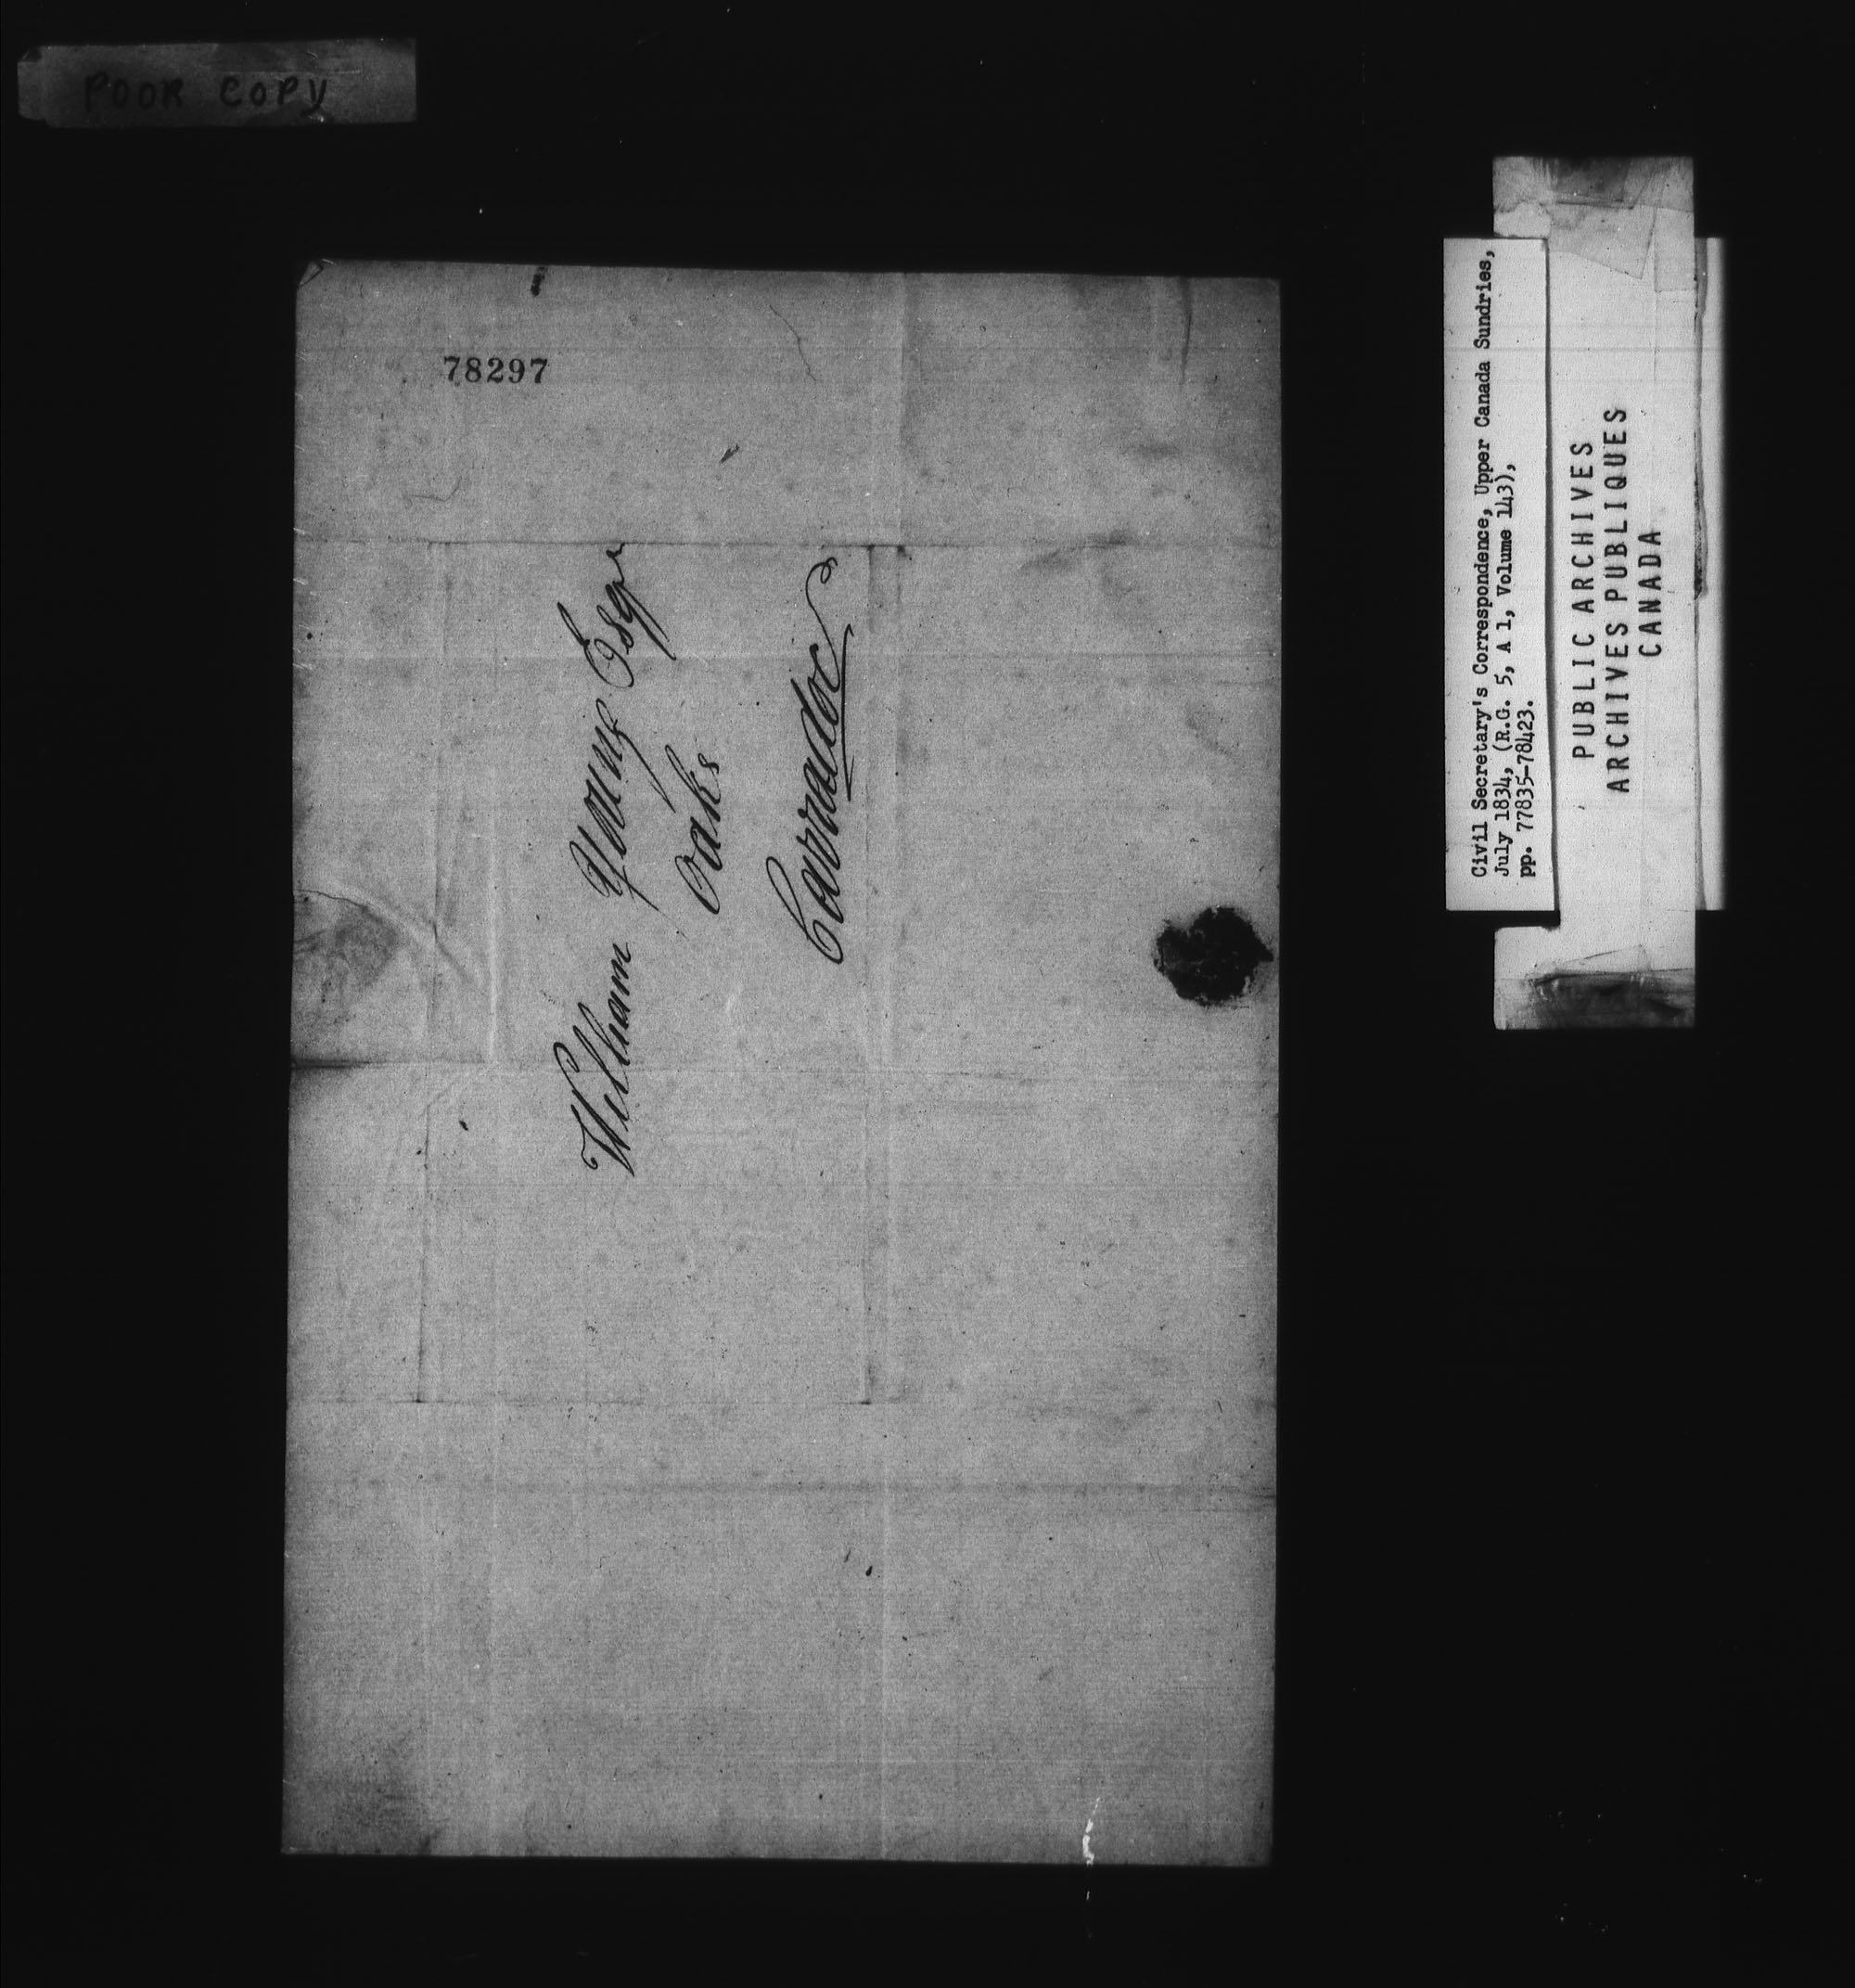 POOR COPY
78297
William Young Esqr
Oaks
Carradoc
Civil Secretary's Correspondence, Upper Canada Sundries,
July 1834, (R.G. 5, A 1, Volume 143),
pp. 77835-78423.
PUBLIC ARCHIVES
ARCHIVES PUBLIQUES
CANADA